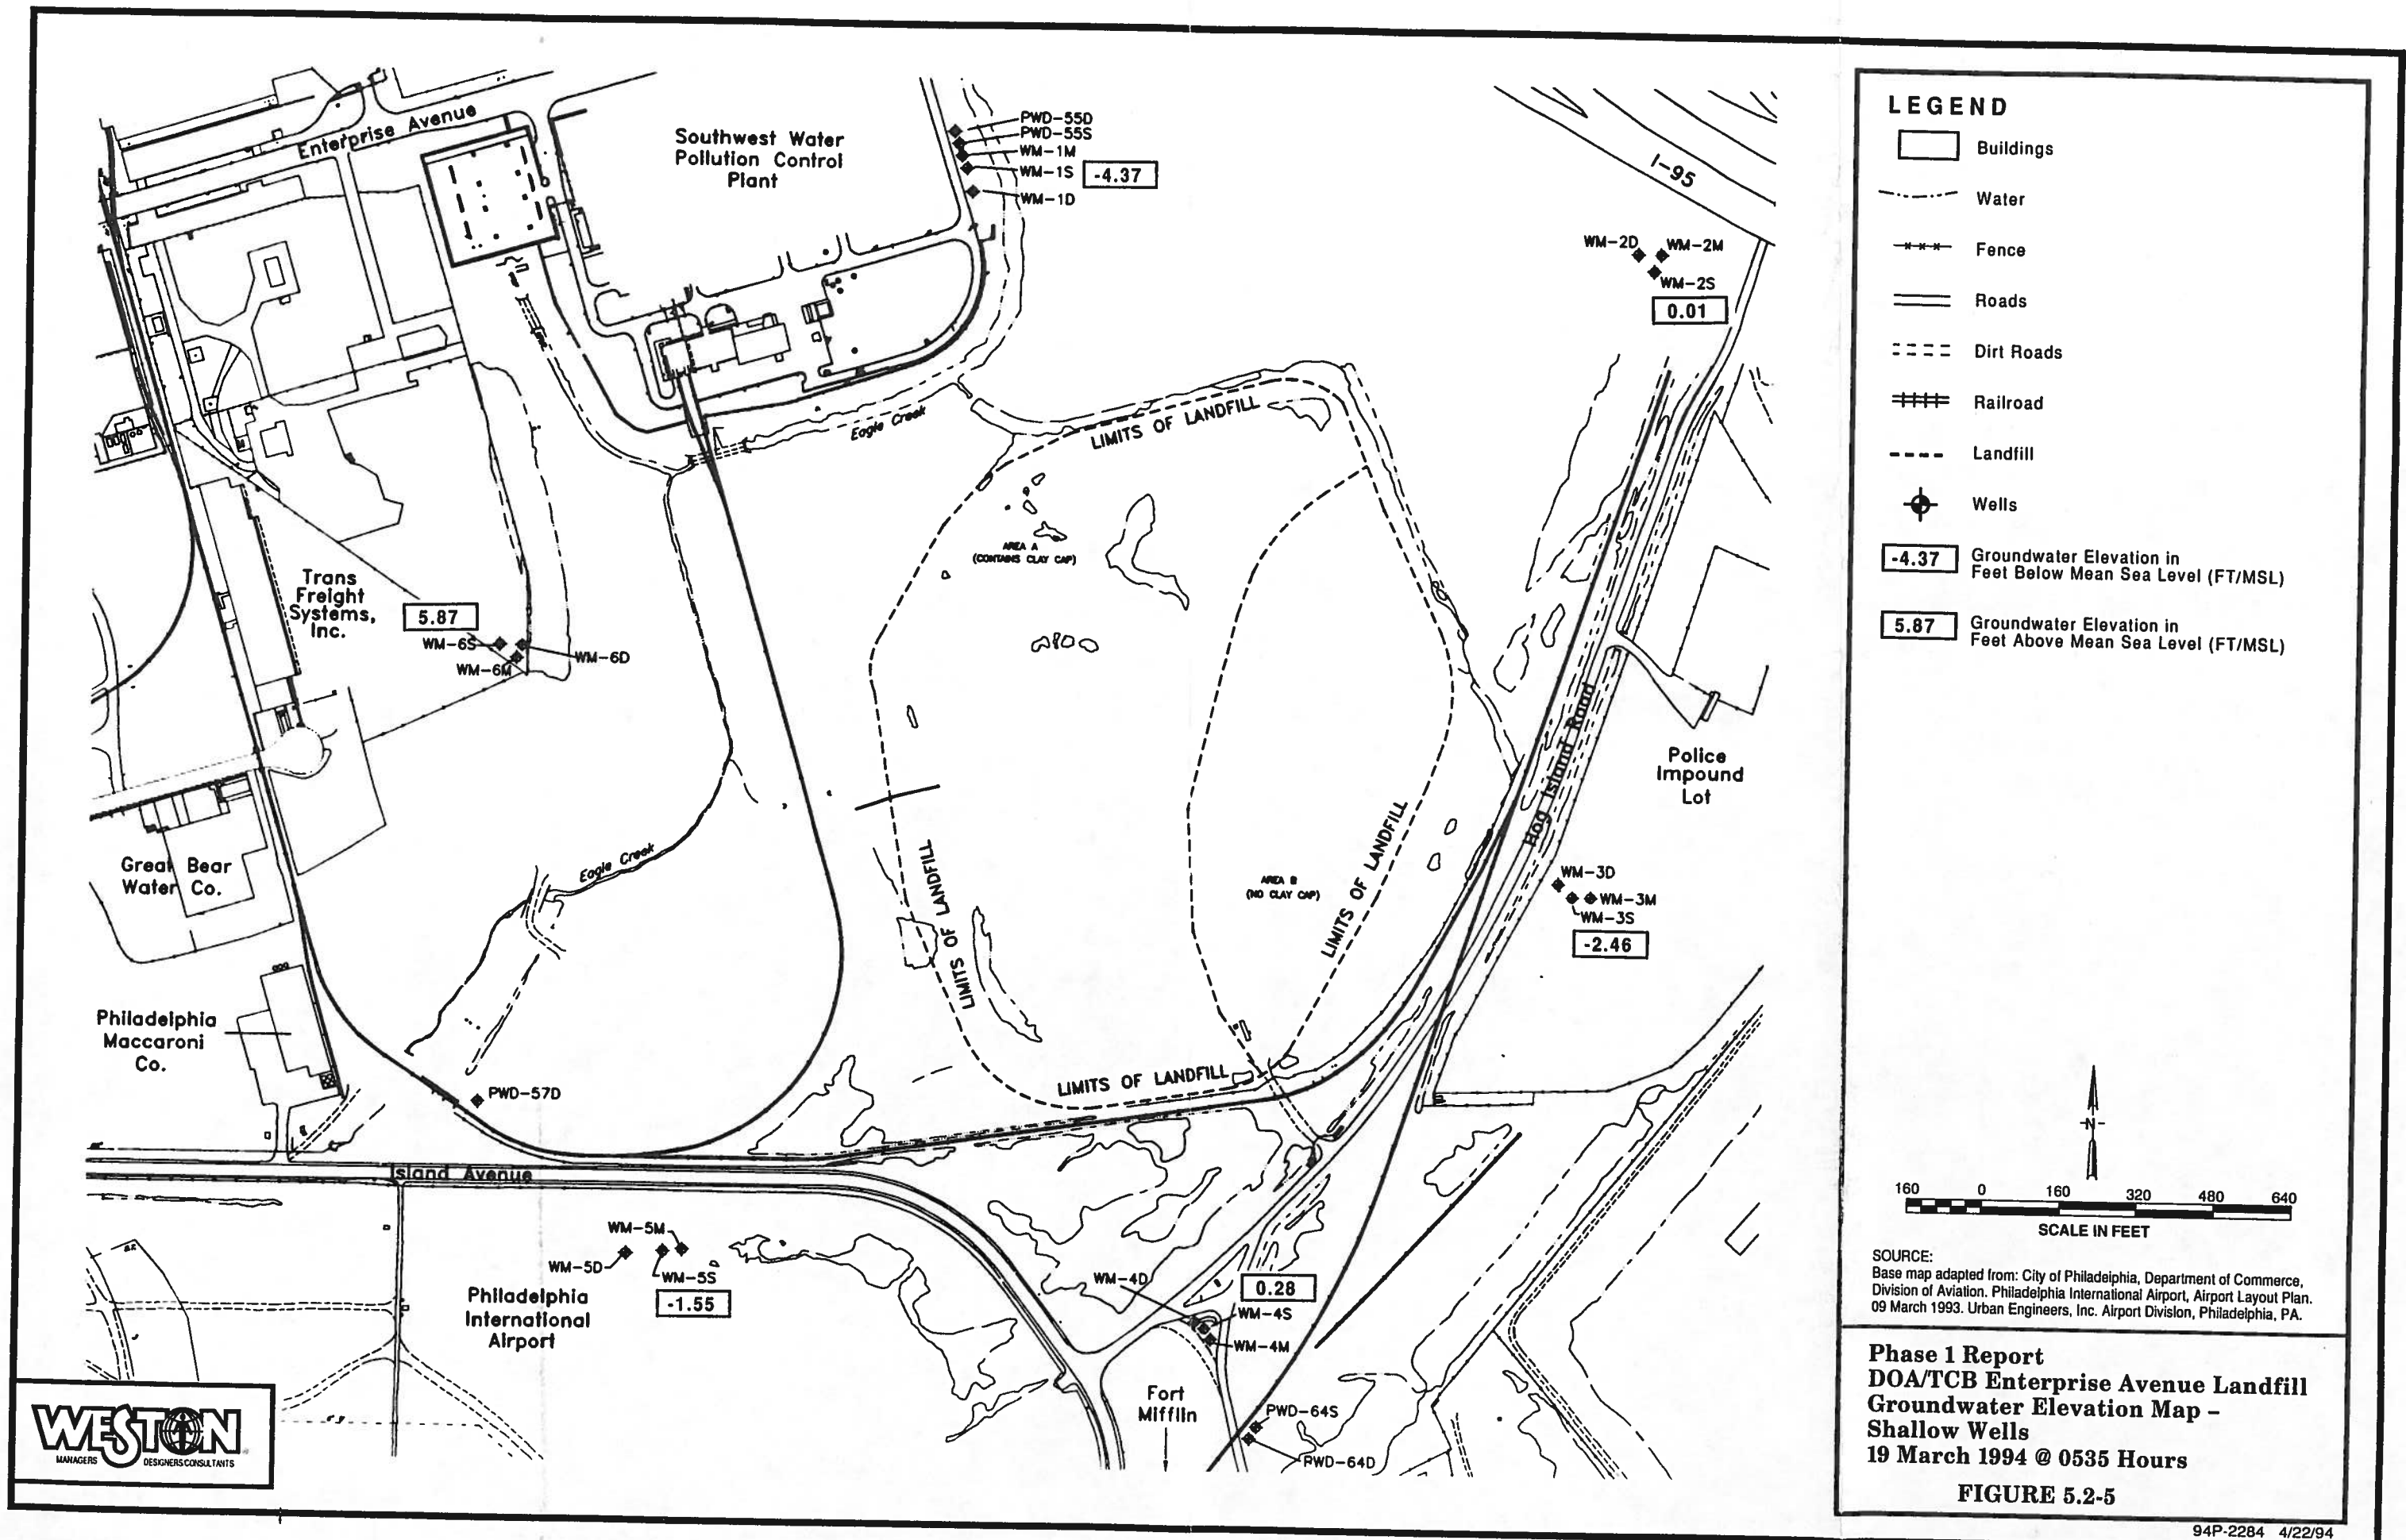 Enterprise Avenue
Southwest Water
Pollution Control
Plant
PWD-55D
PWD-55S
WM-1M
WM-1S
-4.37
WM-1D
I-95
WM-2D
WM-2M
WM-2S
0.01
Eagle Creek
LIMITS OF LANDFILL
AREA A
(CONTAINS CLAY CAP)
Trans
Freight
Systems,
Inc.
5.87
WM-6S
WM-6M
WM-6D
Hog Island Road
Police
Impound
Lot
Great Bear
Water Co.
Eagle Creek
LIMITS OF LANDFILL
AREA B
(NO CLAY CAP)
LIMITS OF LANDFILL
WM-3D
WM-3M
WM-3S
-2.46
Philadelphia
Maccaroni
Co.
PWD-57D
LIMITS OF LANDFILL
Island Avenue
WM-5M
WM-5D
WM-5S
-1.55
Philadelphia
International
Airport
WM-4D
0.28
WM-4S
WM-4M
Fort
Mifflin
PWD-64S
PWD-64D
WESTON
MANAGERS DESIGNERS/CONSULTANTS
LEGEND
Buildings
Water
Fence
Roads
Dirt Roads
Railroad
Landfill
Wells
-4.37 Groundwater Elevation in
Feet Below Mean Sea Level (FT/MSL)
5.87 Groundwater Elevation in
Feet Above Mean Sea Level (FT/MSL)
-N-
160 0 160 320 480 640
SCALE IN FEET
SOURCE:
Base map adapted from: City of Philadelphia, Department of Commerce,
Division of Aviation. Philadelphia International Airport, Airport Layout Plan.
09 March 1993. Urban Engineers, Inc. Airport Division, Philadelphia, PA.
Phase 1 Report
DOA/TCB Enterprise Avenue Landfill
Groundwater Elevation Map –
Shallow Wells
19 March 1994 @ 0535 Hours
FIGURE 5.2-5
94P-2284 4/22/94